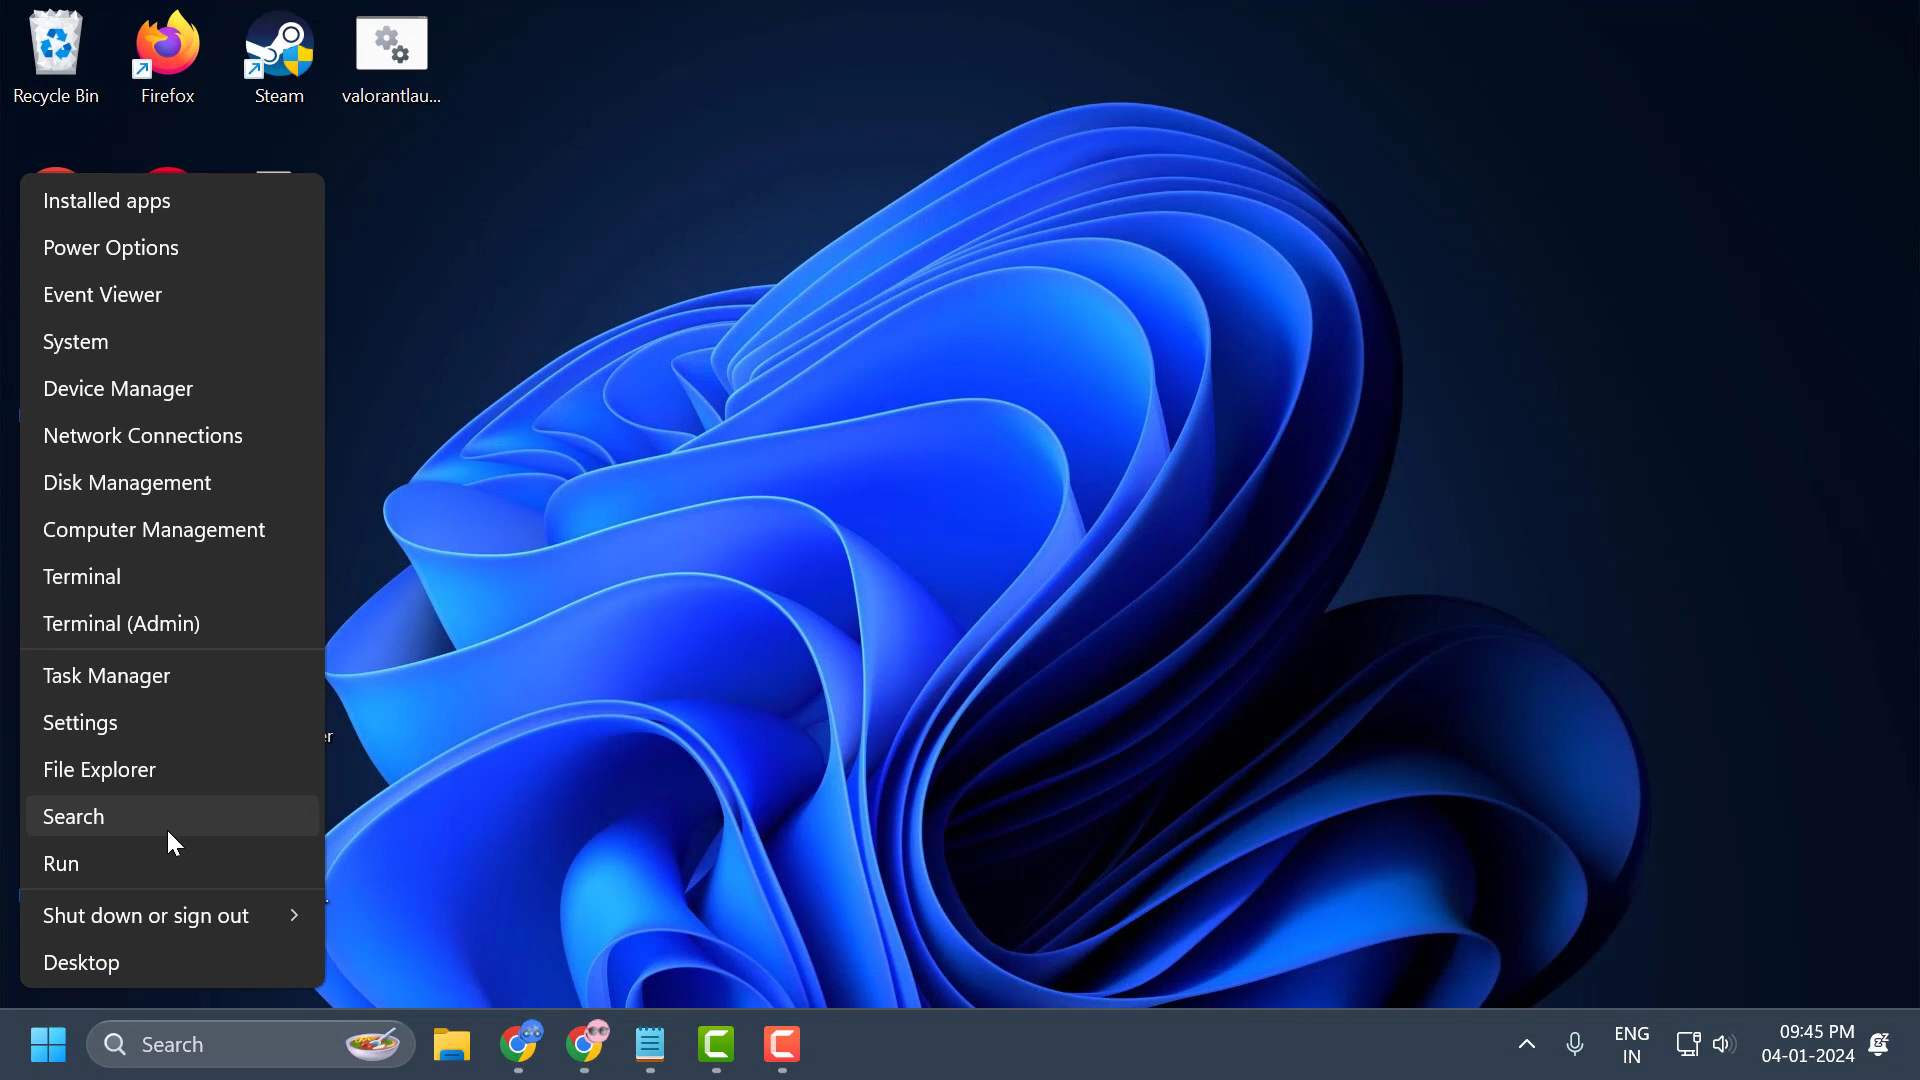 Recycle Bin
Firefox
Steam
valorantlau...
Installed apps
Power Options
Event Viewer
System
Device Manager
Network Connections
Disk Management
Computer Management
Terminal
Terminal (Admin)
Task Manager
Settings
File Explorer
Search
Run
Shut down or sign out
Desktop
er
Search
ENG
IN
09:45 PM
04-01-2024